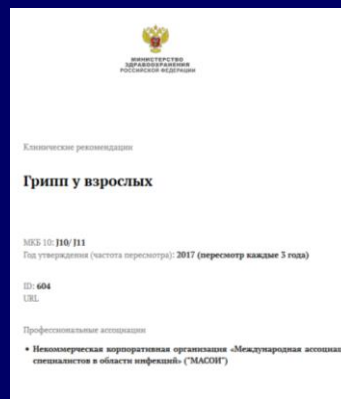 МИНИСТЕРСТВО
ЗДРАВООХРАНЕНИЯ
РОССИЙСКОЙ ФЕДЕРАЦИИ
Клинические рекомендации
Грипп у взрослых
МКБ 10: J10/ J11
Год утверждения (частота пересмотра): 2017 (пересмотр каждые 3 года)
ID: 604
URL
Профессиональные ассоциации
• Некоммерческая корпоративная организация «Международная ассоциац
специалистов в области инфекций» ("МАСОИ")